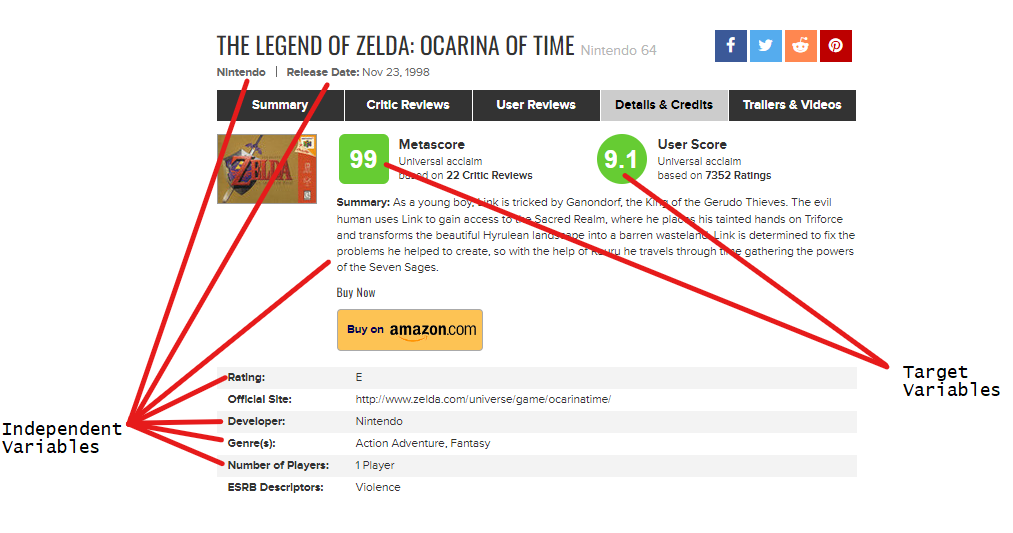 THE LEGEND OF ZELDA: OCARINA OF TIME Nintendo 64
Nintendo | Release Date: Nov 23, 1998
Summary Critic Reviews User Reviews Details & Credits Trailers & Videos
ZELDA
99
Metascore
Universal acclaim
based on 22 Critic Reviews
9.1
User Score
Universal acclaim
based on 7352 Ratings
Summary: As a young boy, Link is tricked by Ganondorf, the King of the Gerudo Thieves. The evil
human uses Link to gain access to the Sacred Realm, where he places his tainted hands on Triforce
and transforms the beautiful Hyrulean landscape into a barren wasteland. Link is determined to fix the
problems he helped to create, so with the help of Rauru he travels through time gathering the powers
of the Seven Sages.
Buy Now
Buy on amazon.com
Rating: E
Official Site: http://www.zelda.com/universe/game/ocarinatime/
Developer: Nintendo
Genre(s): Action Adventure, Fantasy
Number of Players: 1 Player
ESRB Descriptors: Violence
Independent
Variables
Target
Variables